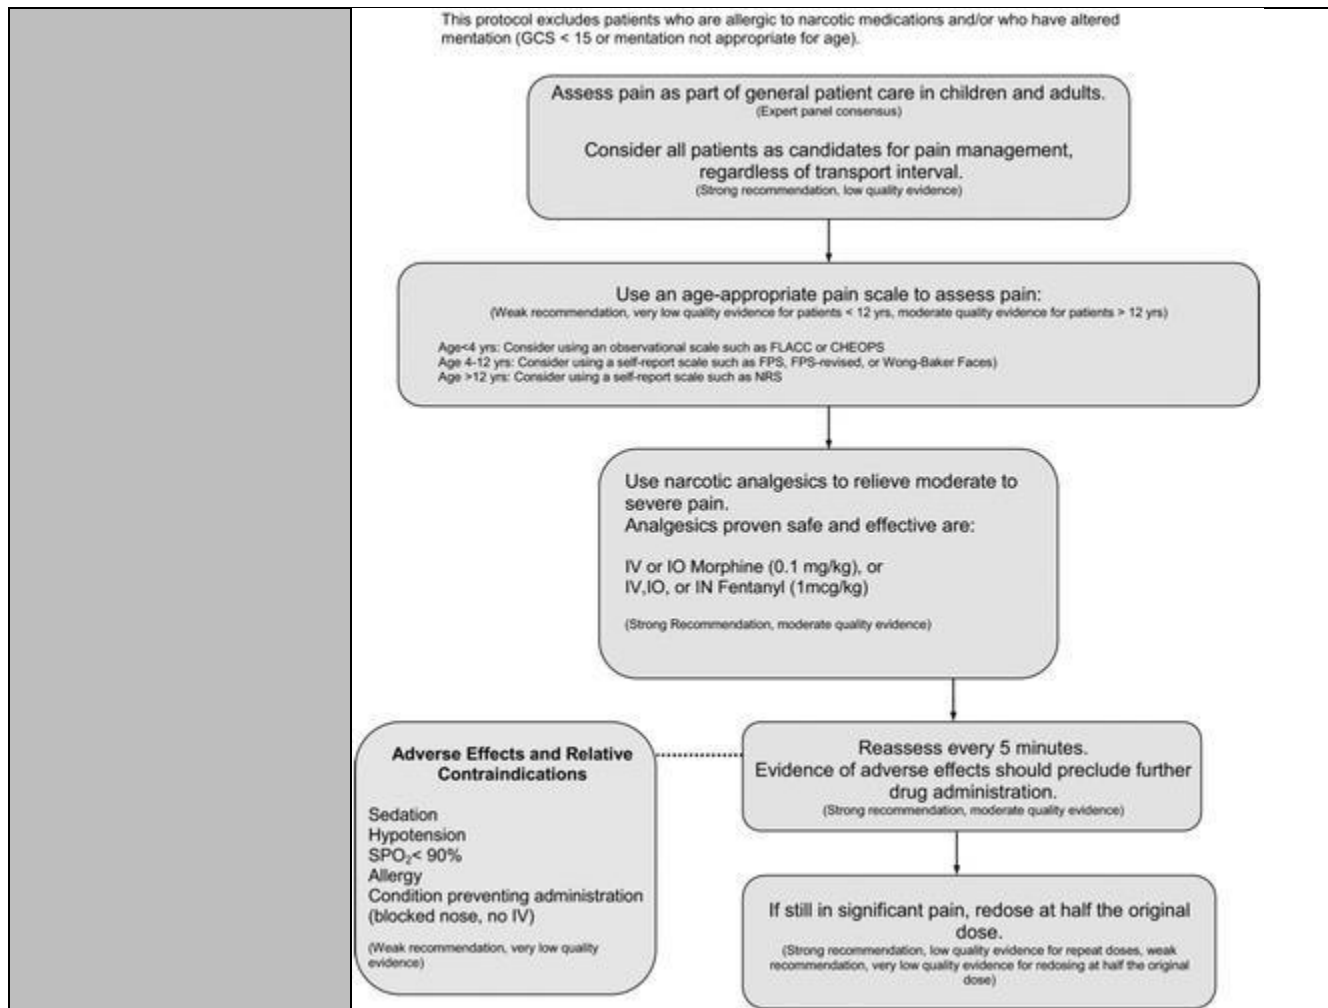 This protocol excludes patients who are allergic to narcotic medications and/or who have altered
mentation (GCS < 15 or mentation not appropriate for age).
Assess pain as part of general patient care in children and adults.
(Expert panel consensus)
Consider all patients as candidates for pain management,
regardless of transport interval.
(Strong recommendation, low quality evidence)
Use an age-appropriate pain scale to assess pain:
(Weak recommendation, very low quality evidence for patients < 12 yrs, moderate quality evidence for patients > 12 yrs)
Age<4 yrs: Consider using an observational scale such as FLACC or CHEOPS
Age 4-12 yrs: Consider using a self-report scale such as FPS, FPS-revised, or Wong-Baker Faces)
Age >12 yrs: Consider using a self-report scale such as NRS
Use narcotic analgesics to relieve moderate to
severe pain.
Analgesics proven safe and effective are:
IV or IO Morphine (0.1 mg/kg), or
IV,IO, or IN Fentanyl (1mcg/kg)
(Strong Recommendation, moderate quality evidence)
Reassess every 5 minutes.
Evidence of adverse effects should preclude further
drug administration.
(Strong recommendation, moderate quality evidence)
Adverse Effects and Relative
Contraindications
Sedation
Hypotension
SPO₂< 90%
Allergy
Condition preventing administration
(blocked nose, no IV)
(Weak recommendation, very low quality
evidence)
If still in significant pain, redose at half the original
dose.
(Strong recommendation, low quality evidence for repeat doses, weak
recommendation, very low quality evidence for redosing at half the original
dose)